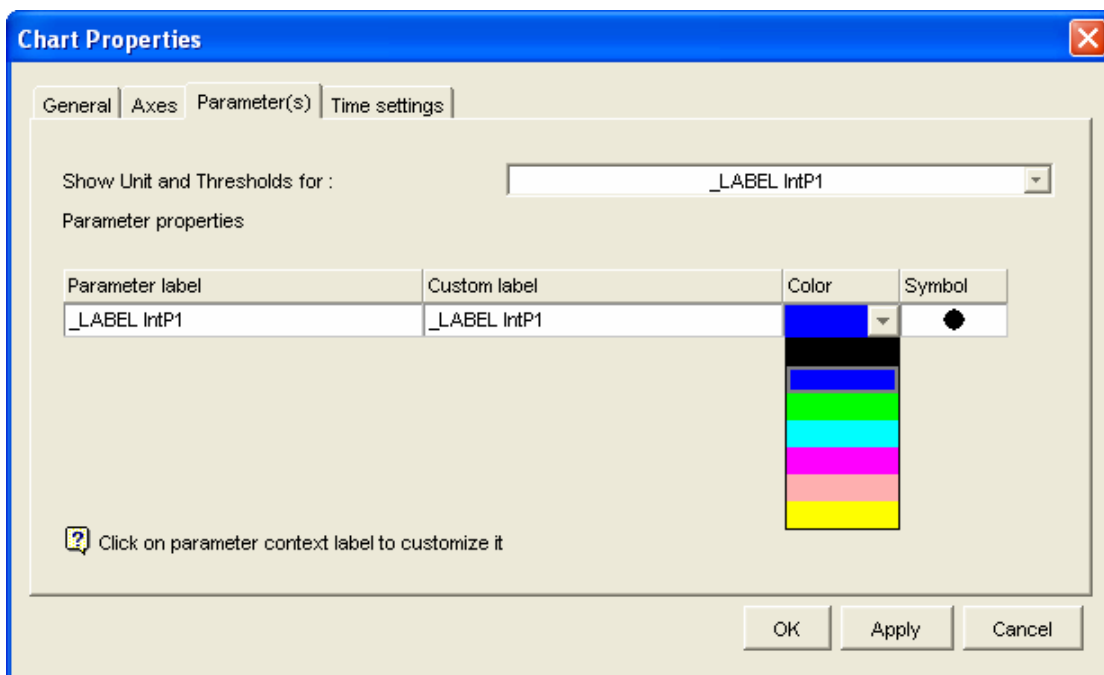 Chart Properties
General Axes Parameter(s) Time settings
Show Unit and Thresholds for : _LABEL IntP1
Parameter properties
Parameter label Custom label Color Symbol
_LABEL IntP1 _LABEL IntP1
? Click on parameter context label to customize it
OK Apply Cancel